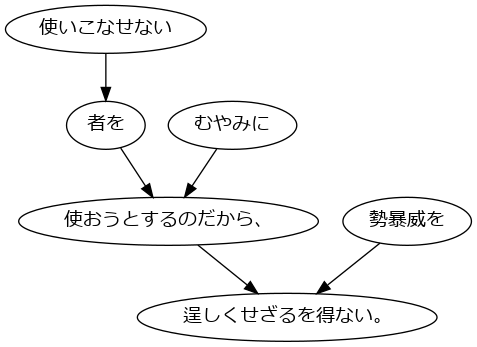 使いこなせない
者を
むやみに
使おうとするのだから、
勢暴威を
逞しくせざるを得ない。